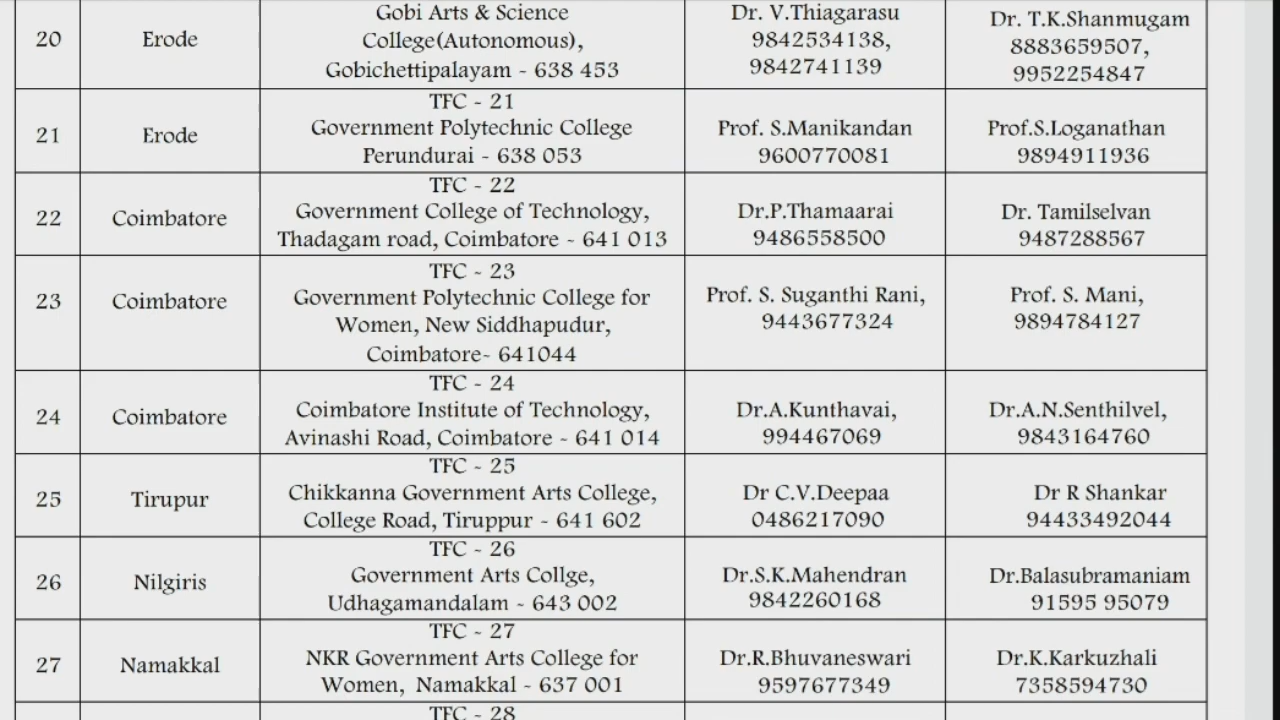 20
Erode
Gobi Arts & Science
College(Autonomous),
Gobichettipalayam - 638 453
Dr. V.Thiagarasu
9842534138,
9842741139
Dr. T.K.Shanmugam
8883659507,
9952254847
21
Erode
TFC - 21
Government Polytechnic College
Perundurai - 638 053
Prof. S.Manikandan
9600770081
Prof.S.Loganathan
9894911936
22
Coimbatore
TFC - 22
Government College of Technology,
Thadagam road, Coimbatore - 641 013
Dr.P.Thamaarai
9486558500
Dr. Tamilselvan
9487288567
23
Coimbatore
TFC - 23
Government Polytechnic College for
Women, New Siddhapudur,
Coimbatore- 641044
Prof. S. Suganthi Rani,
9443677324
Prof. S. Mani,
9894784127
24
Coimbatore
TFC - 24
Coimbatore Institute of Technology,
Avinashi Road, Coimbatore - 641 014
Dr.A.Kunthavai,
994467069
Dr.A.N.Senthilvel,
9843164760
25
Tirupur
TFC - 25
Chikkanna Government Arts College,
College Road, Tiruppur - 641 602
Dr C.V.Deepaa
0486217090
Dr R Shankar
94433492044
26
Nilgiris
TFC - 26
Government Arts Collge,
Udhagamandalam - 643 002
Dr.S.K.Mahendran
9842260168
Dr.Balasubramaniam
91595 95079
27
Namakkal
TFC - 27
NKR Government Arts College for
Women, Namakkal - 637 001
Dr.R.Bhuvaneswari
9597677349
Dr.K.Karkuzhali
7358594730
TFC - 28